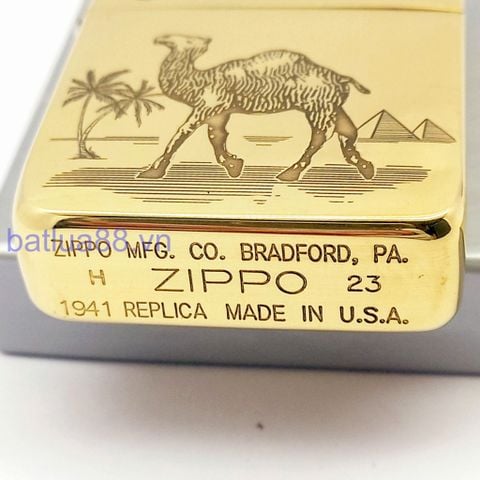 batlua88.vn
ZIPPO MFG. CO. BRADFORD, PA.
H ZIPPO 23
1941 REPLICA MADE IN U.S.A.